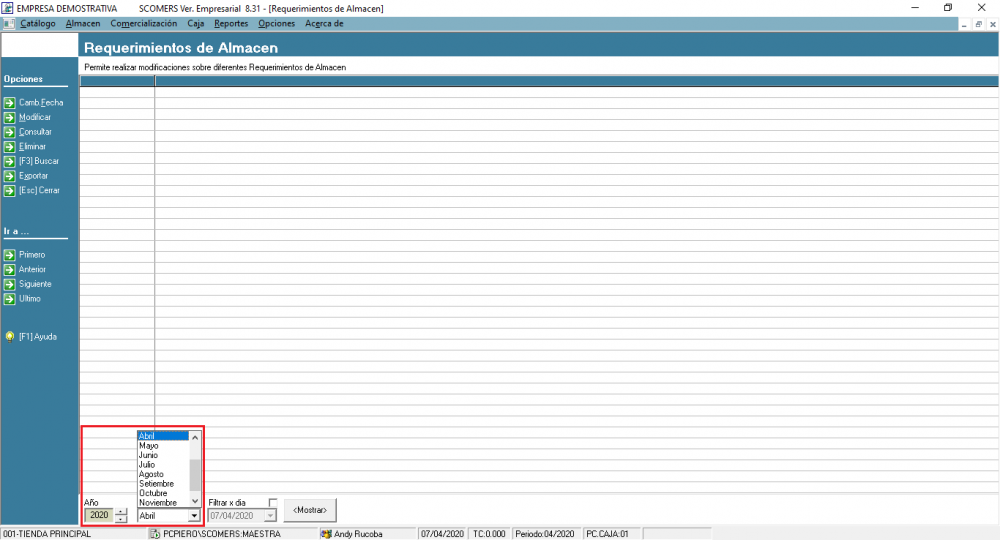 EMPRESA DEMOSTRATIVA SCOMERS Ver. Empresarial 8.31 - [Requerimientos de Almacen]
Catálogo Almacen Comercialización Caja Reportes Opciones Acerca de
Requerimientos de Almacen
Permite realizar modificaciones sobre diferentes Requerimientos de Almacen
Opciones
Camb.Fecha
Modificar
Consultar
Eliminar
[F3] Buscar
Exportar
[Esc] Cerrar
Ir a ...
Primero
Anterior
Siguiente
Ultimo
[F1] Ayuda
Abril
Mayo
Junio
Julio
Agosto
Setiembre
Octubre
Noviembre
Año Filtrar x dia
2020 Abril 07/04/2020 <Mostrar>
001-TIENDA PRINCIPAL PCPIERO\SCOMERS:MAESTRA Andy Rucoba 07/04/2020 TC:0.000 Periodo:04/2020 PC.CAJA:01